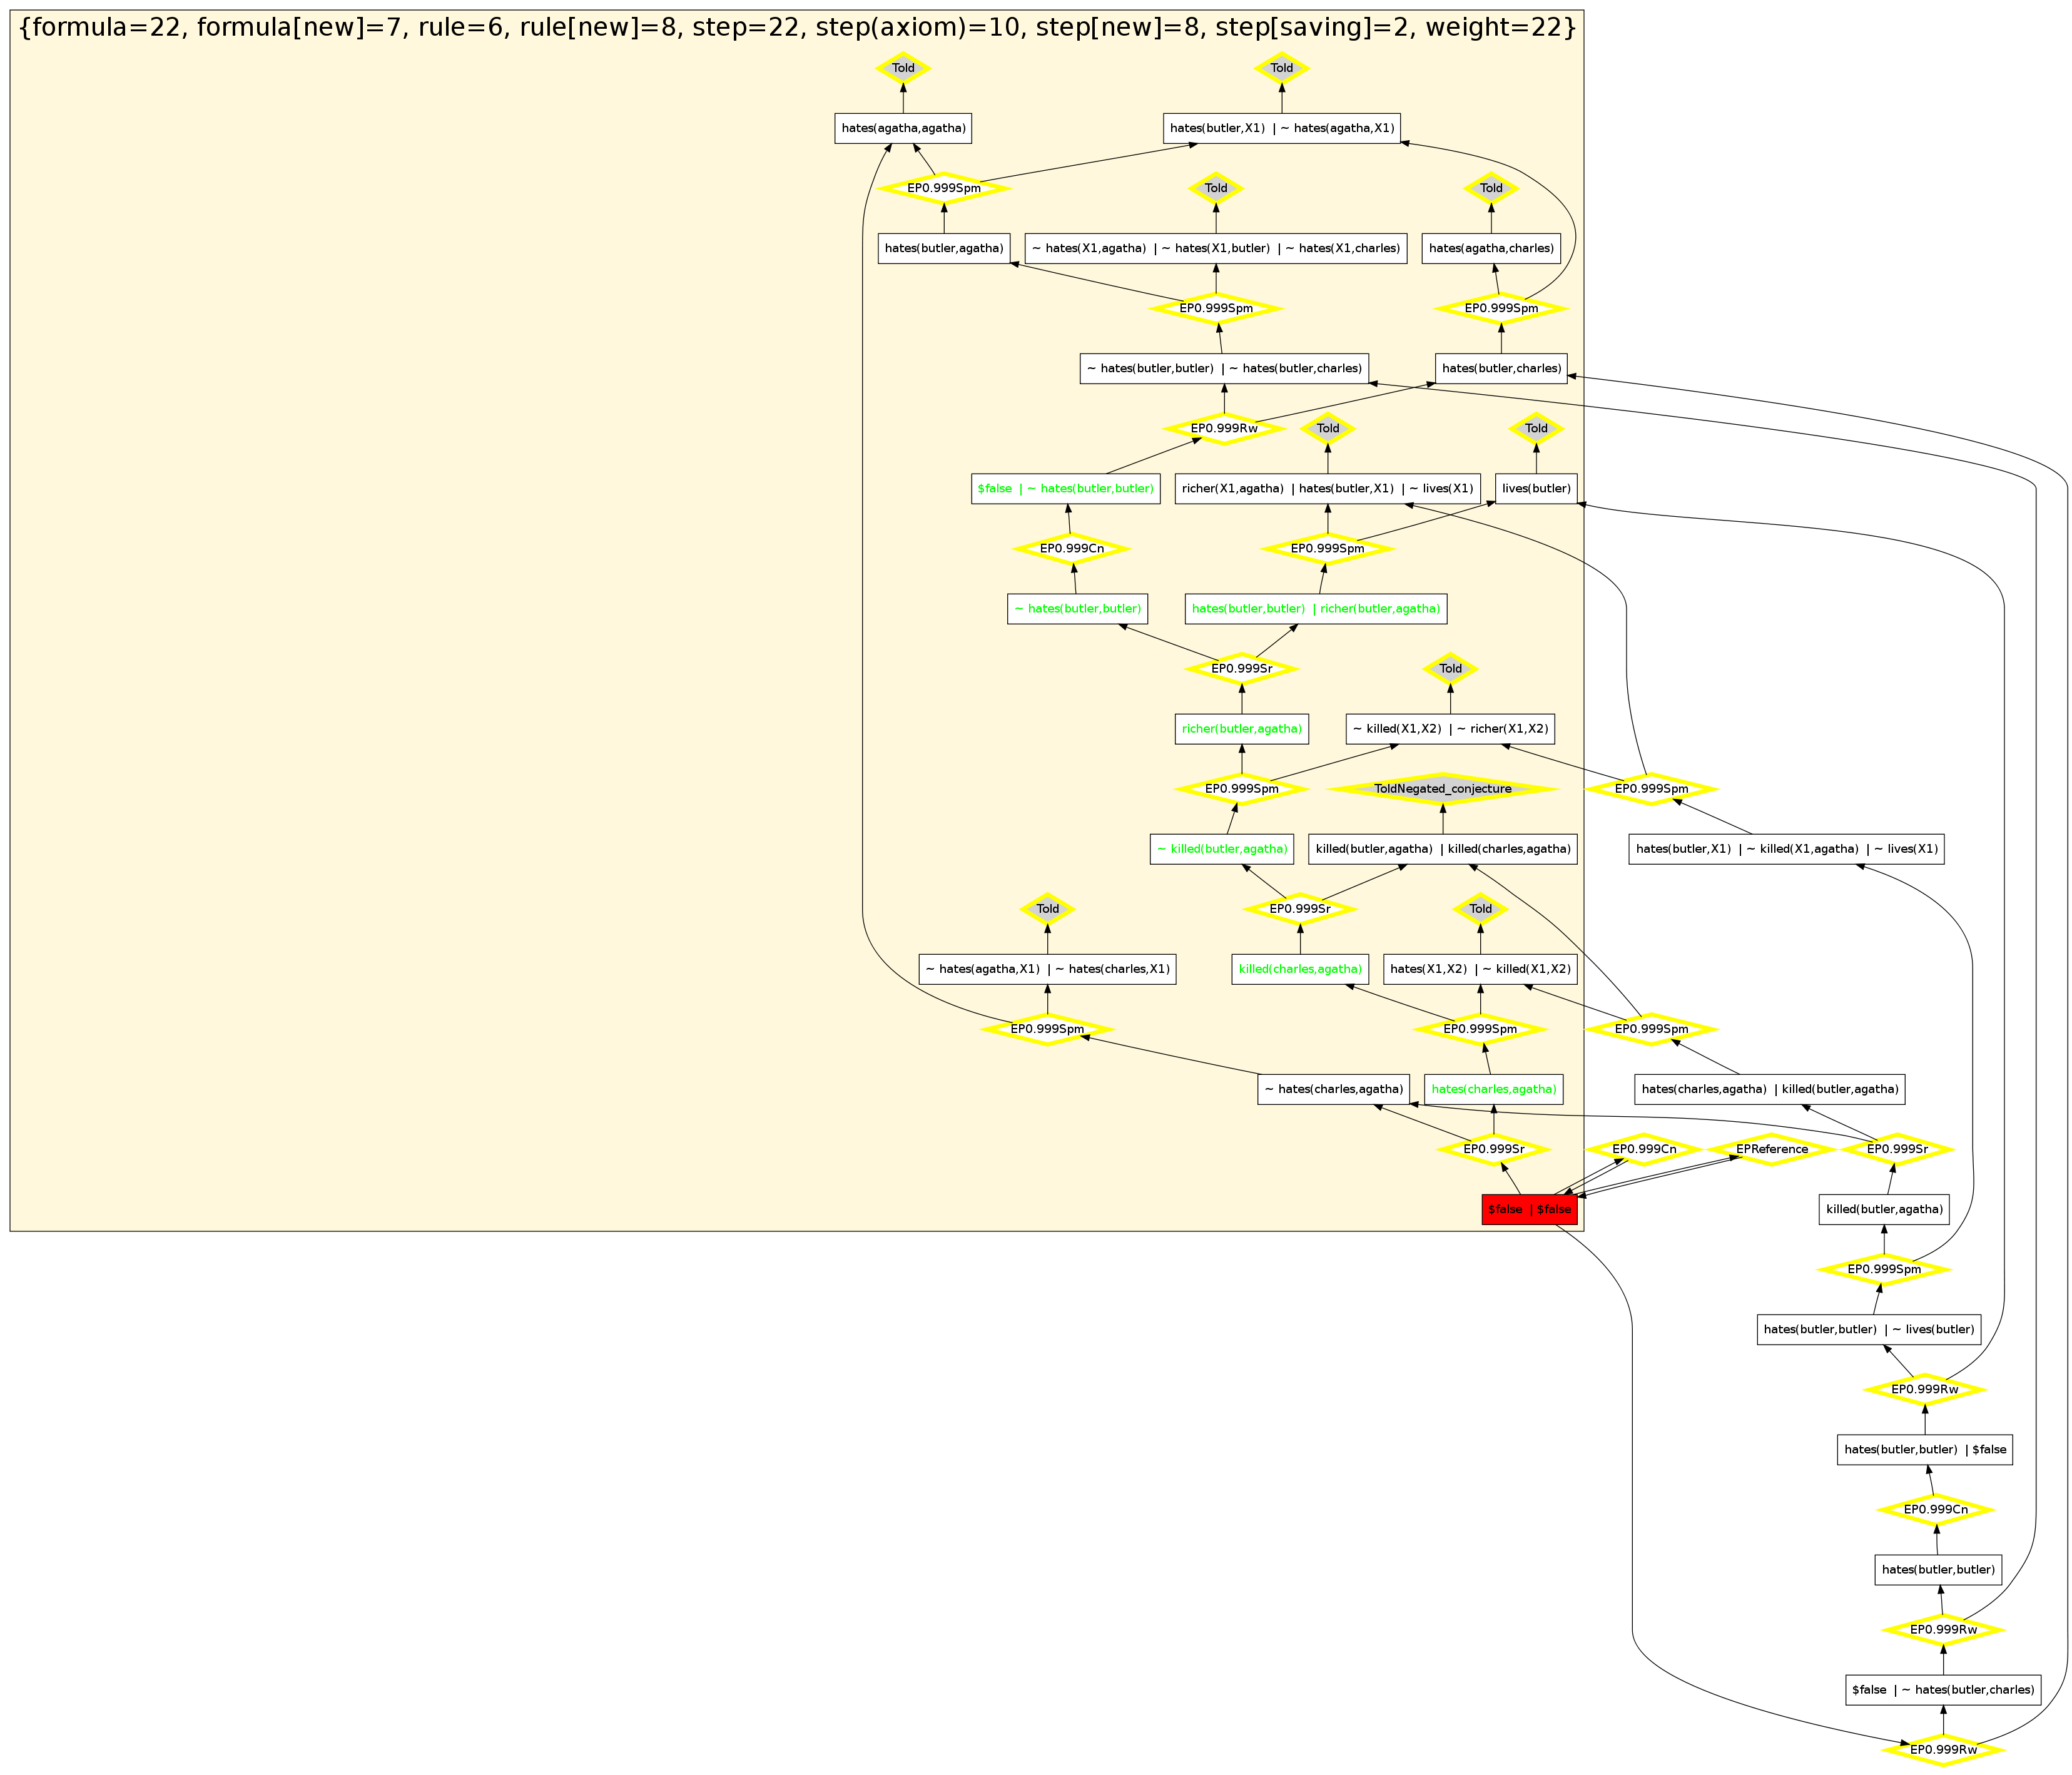 {formula=22, formula[new]=7, rule=6, rule[new]=8, step=22, step(axiom)=10, step[new]=8, step[saving]=2, weight=22}
Told
Told
hates(agatha,agatha)
hates(butler,X1) | ~ hates(agatha,X1)
EP0.999Spm
Told
Told
hates(butler,agatha)
~ hates(X1,agatha) | ~ hates(X1,butler) | ~ hates(X1,charles)
hates(agatha,charles)
EP0.999Spm
EP0.999Spm
~ hates(butler,butler) | ~ hates(butler,charles)
hates(butler,charles)
EP0.999Rw
Told
Told
$false | ~ hates(butler,butler)
richer(X1,agatha) | hates(butler,X1) | ~ lives(X1)
lives(butler)
EP0.999Cn
EP0.999Spm
~ hates(butler,butler)
hates(butler,butler) | richer(butler,agatha)
EP0.999Sr
Told
richer(butler,agatha)
~ killed(X1,X2) | ~ richer(X1,X2)
EP0.999Spm
ToldNegated_conjecture
EP0.999Spm
~ killed(butler,agatha)
killed(butler,agatha) | killed(charles,agatha)
hates(butler,X1) | ~ killed(X1,agatha) | ~ lives(X1)
Told
EP0.999Sr
Told
~ hates(agatha,X1) | ~ hates(charles,X1)
killed(charles,agatha)
hates(X1,X2) | ~ killed(X1,X2)
EP0.999Spm
EP0.999Spm
EP0.999Spm
~ hates(charles,agatha)
hates(charles,agatha)
hates(charles,agatha) | killed(butler,agatha)
EP0.999Sr
EP0.999Cn
EPReference
EP0.999Sr
$false | $false
killed(butler,agatha)
EP0.999Spm
hates(butler,butler) | ~ lives(butler)
EP0.999Rw
hates(butler,butler) | $false
EP0.999Cn
hates(butler,butler)
EP0.999Rw
$false | ~ hates(butler,charles)
EP0.999Rw